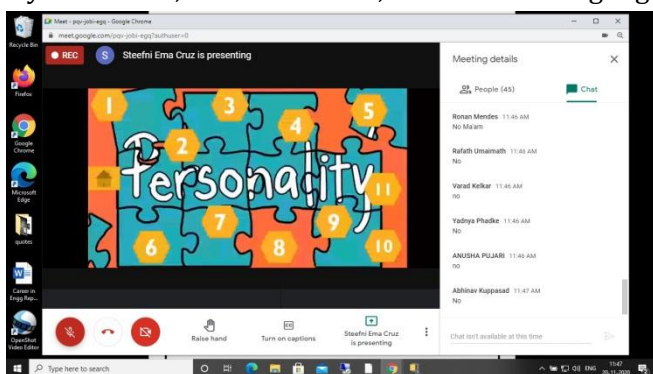 Meet - pqv-jobi-egq - Google Chrome
meet.google.com/pqv-jobi-egq?authuser=0
REC
S
Steefni Ema Cruz is presenting
Meeting details
People (45)
Chat
Ronan Mendes 11:46 AM
No Ma'am
Rafath Umaimath 11:46 AM
No
Varad Kelkar 11:46 AM
no
Yadnya Phadke 11:46 AM
No
ANUSHA PUJARI 11:46 AM
no
Abhinav Kuppasad 11:47 AM
No
Chat isn't available at this time
1
2
3
4
5
Personality
6
7
8
9
10
11
Raise hand
Turn on captions
Steefni Ema Cruz
is presenting
Recycle Bin
Firefox
Google
Chrome
Microsoft
Edge
quotes
Career in
Engg Rep...
OpenShot
Video Editor
Type here to search
ENG
11:47
26-11-2020